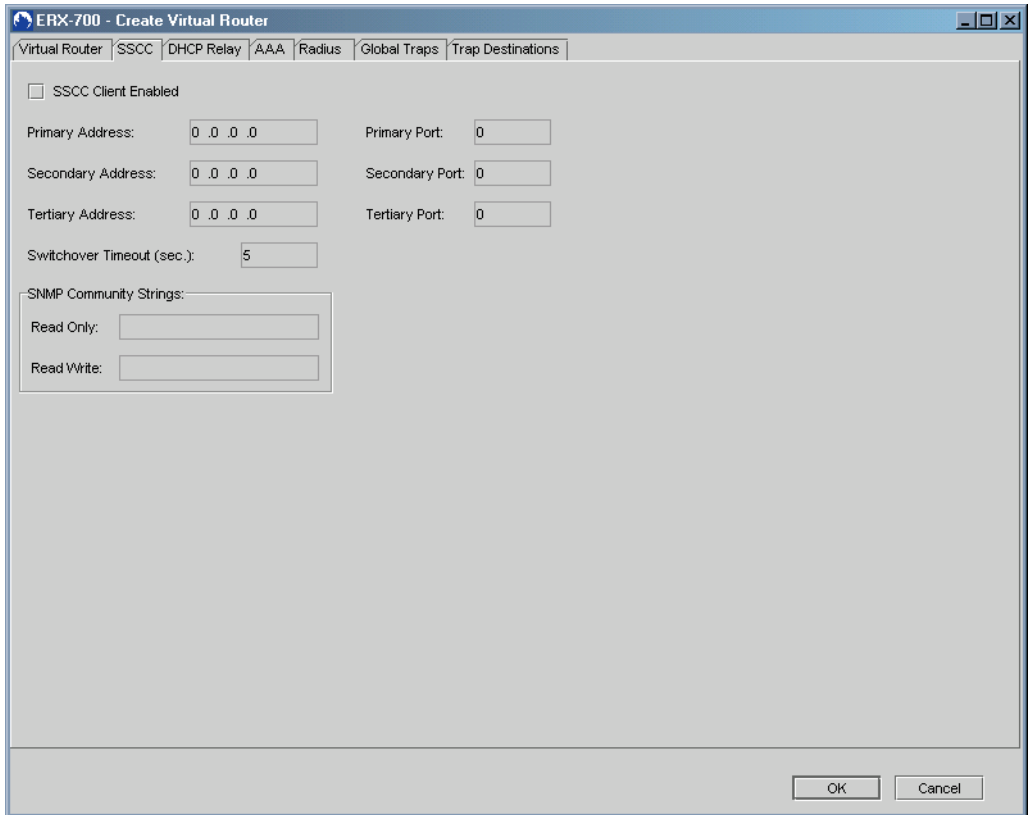 ERX-700 - Create Virtual Router
Virtual Router SSCC DHCP Relay AAA Radius Global Traps Trap Destinations
SSCC Client Enabled
Primary Address: 0 .0 .0 .0 Primary Port: 0
Secondary Address: 0 .0 .0 .0 Secondary Port: 0
Tertiary Address: 0 .0 .0 .0 Tertiary Port: 0
Switchover Timeout (sec.): 5
SNMP Community Strings:
Read Only:
Read Write:
OK Cancel